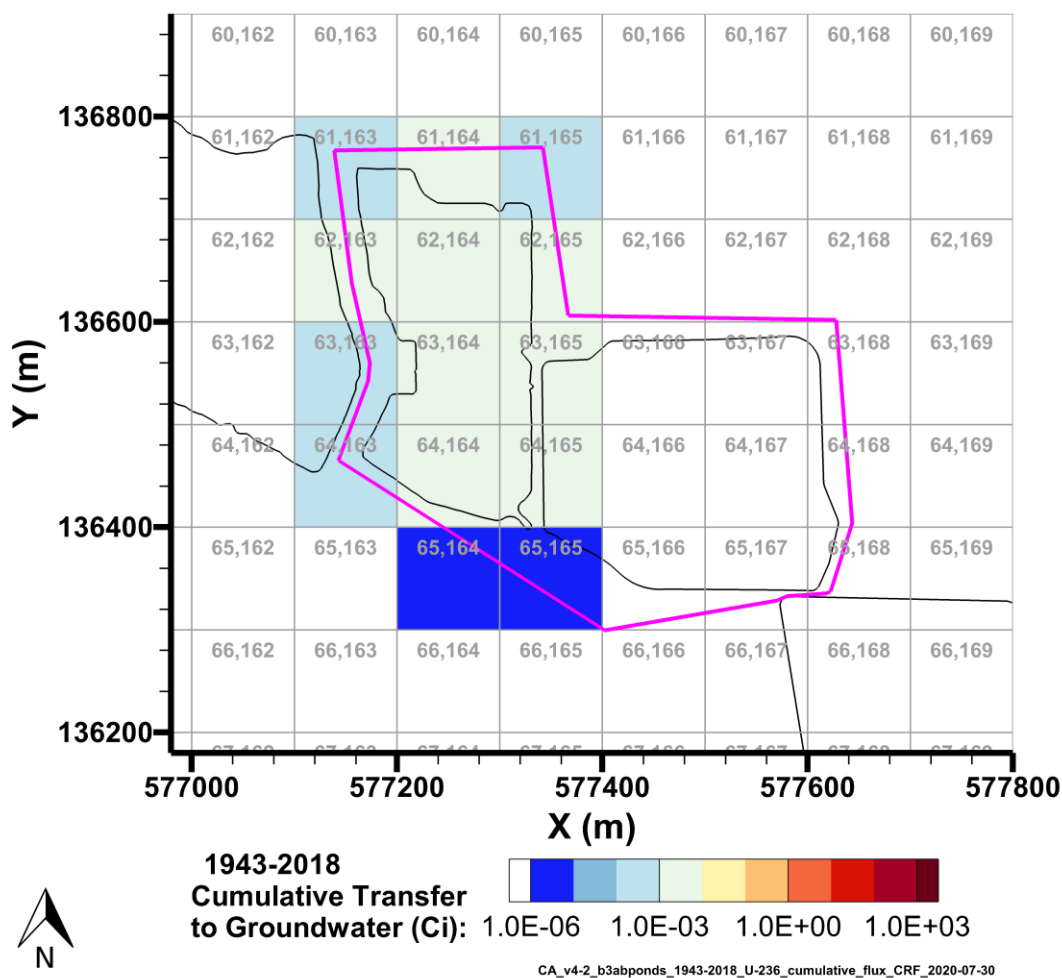 60,162 60,163 60,164 60,165 60,166 60,167 60,168 60,169
136800
61,162 61,163 61,164 61,165 61,166 61,167 61,168 61,169
62,162 62,163 62,164 62,165 62,166 62,167 62,168 62,169
136600
63,162 63,163 63,164 63,165 63,166 63,167 63,168 63,169
Y (m)
64,162 64,163 64,164 64,165 64,166 64,167 64,168 64,169
136400
65,162 65,163 65,164 65,165 65,166 65,167 65,168 65,169
66,162 66,163 66,164 66,165 66,166 66,167 66,168 66,169
136200
577000 577200 577400 577600 577800
X (m)
1943-2018
Cumulative Transfer
to Groundwater (Ci):
1.0E-06 1.0E-03 1.0E+00 1.0E+03
N
CA_v4-2_b3abponds_1943-2018_U-236_cumulative_flux_CRF_2020-07-30